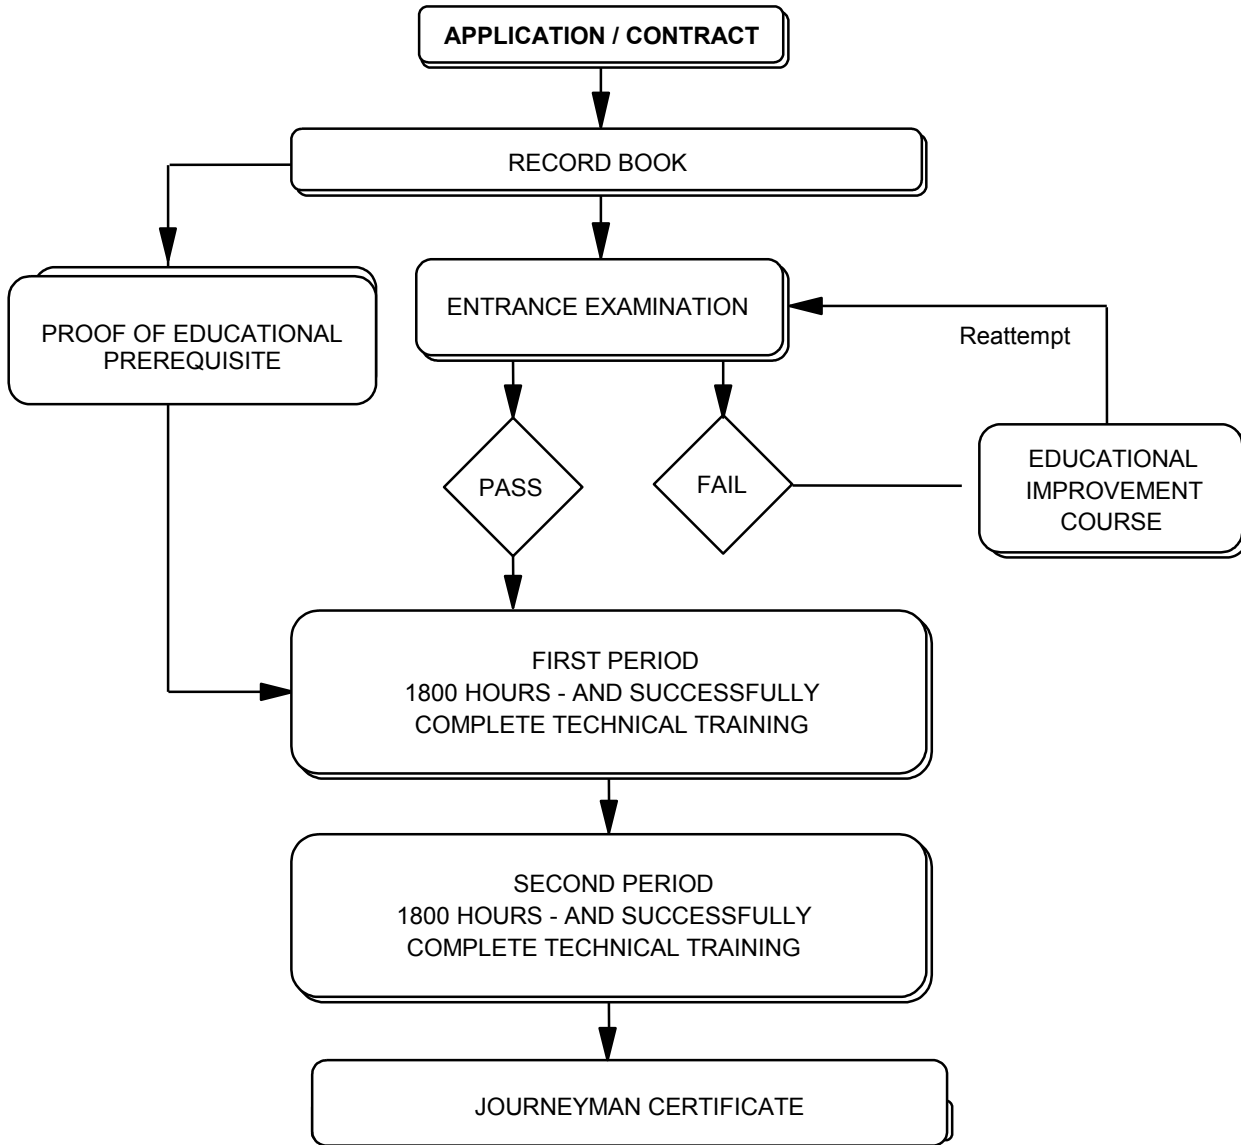 APPLICATION / CONTRACT
RECORD BOOK
PROOF OF EDUCATIONAL
PREREQUISITE
ENTRANCE EXAMINATION
Reattempt
PASS
FAIL
EDUCATIONAL
IMPROVEMENT
COURSE
FIRST PERIOD
1800 HOURS - AND SUCCESSFULLY
COMPLETE TECHNICAL TRAINING
SECOND PERIOD
1800 HOURS - AND SUCCESSFULLY
COMPLETE TECHNICAL TRAINING
JOURNEYMAN CERTIFICATE